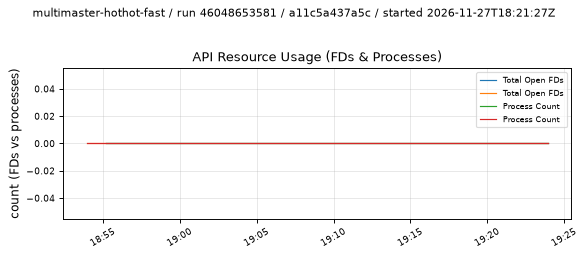 multimaster-hothot-fast / run 46048653581 / a11c5a437a5c / started 2026-11-27T18:21:27Z
API Resource Usage (FDs & Processes)
count (FDs vs processes)
0.04
0.02
0.00
−0.02
−0.04
Total Open FDs
Total Open FDs
Process Count
Process Count
18:55
19:00
19:05
19:10
19:15
19:20
19:25